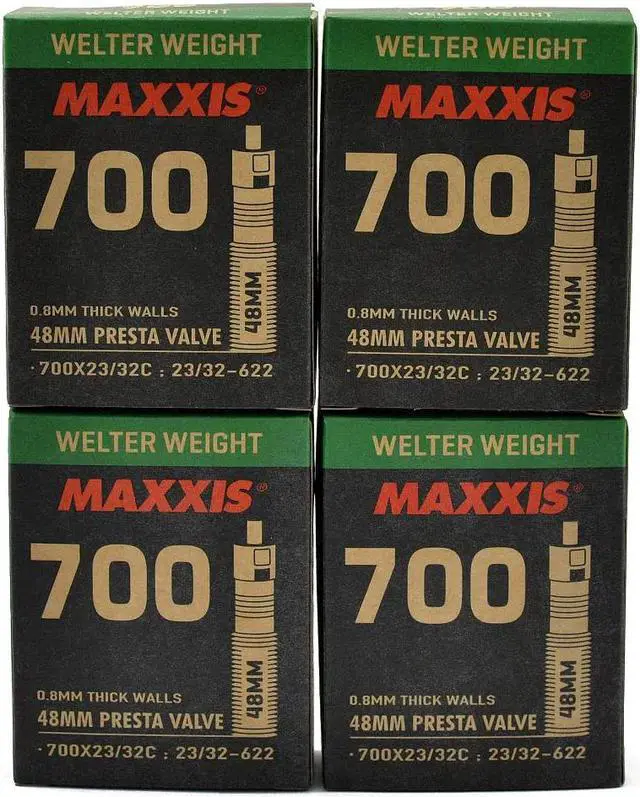 WELTER WEIGHT
MAXXIS®
700
48MM
0.8MM THICK WALLS
48MM PRESTA VALVE
·700X23/32C : 23/32-622
WELTER WEIGHT
MAXXIS®
700
48MM
0.8MM THICK WALLS
48MM PRESTA VALVE
·700X23/32C : 23/32-622
WELTER WEIGHT
MAXXIS®
700
48MM
0.8MM THICK WALLS
48MM PRESTA VALVE
·700X23/32C : 23/32-622
WELTER WEIGHT
MAXXIS®
700
48MM
0.8MM THICK WALLS
48MM PRESTA VALVE
·700X23/32C : 23/32-622